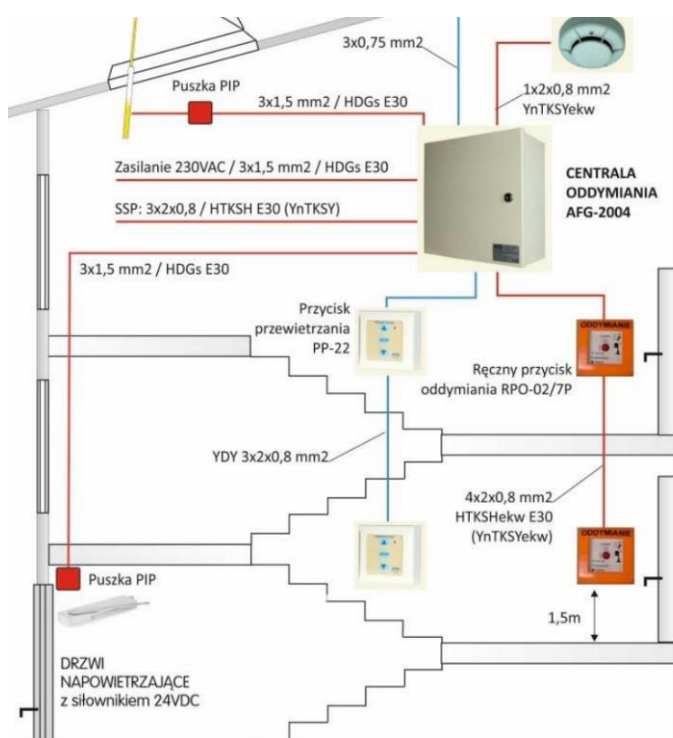 3x0,75 mm2
Puszka PIP
3x1,5 mm2 / HDGs E30
1x2x0,8 mm2
YnTKSYekw
Zasilanie 230VAC / 3x1,5 mm2 / HDGs E30
CENTRALA
ODDYMIANIA
AFG-2004
SSP: 3x2x0,8 / HTKSH E30 (YnTKSY)
3x1,5 mm2 / HDGs E30
Przycisk
przewietrzania
PP-22
ODDYMIANIE
Ręczny przycisk
oddymiania RPO-02/7P
YDY 3x2x0,8 mm2
4x2x0,8 mm2
HTKSHekw E30
(YnTKSYekw)
ODDYMIANIE
Puszka PIP
1,5m
DRZWI
NAPOWIETRZAJĄCE
z siłownikiem 24VDC